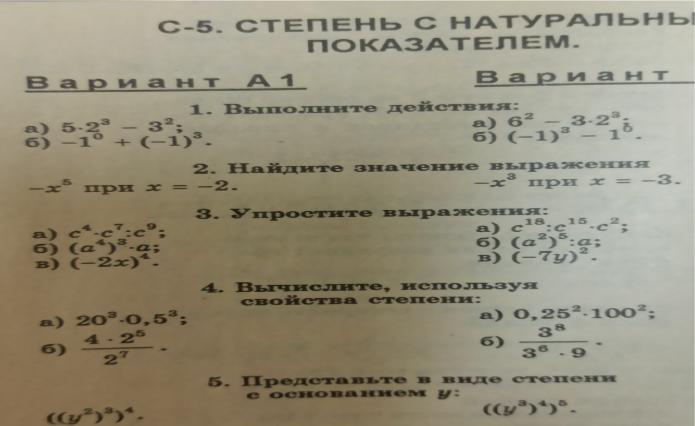 С-5. СТЕПЕНЬ С НАТУРАЛЬНЫ
ПОКАЗАТЕЛЕМ.
Вариант А1
Вариант
1. Выполните действия:
а) 5·2³ − 3²;
б) −1⁰ + (−1)³.
а) 6² − 3·2³;
б) (−1)³ − 1⁰.
2. Найдите значение выражения
−x⁵ при x = −2.
−x³ при x = −3.
3. Упростите выражения:
а) c⁴·c⁷:c⁹;
б) (a⁴)³·a;
в) (−2x)⁴.
а) c¹⁸:c¹⁵·c²;
б) (a²)⁵:a;
в) (−7y)².
4. Вычислите, используя
свойства степени:
а) 20³·0,5³;
б) 4 · 2⁵ / 2⁷ .
а) 0,25²·100²;
б) 3⁸ / 3⁶ · 9 .
5. Представьте в виде степени
с основанием y:
((y²)³)⁴.
((y³)⁴)⁵.